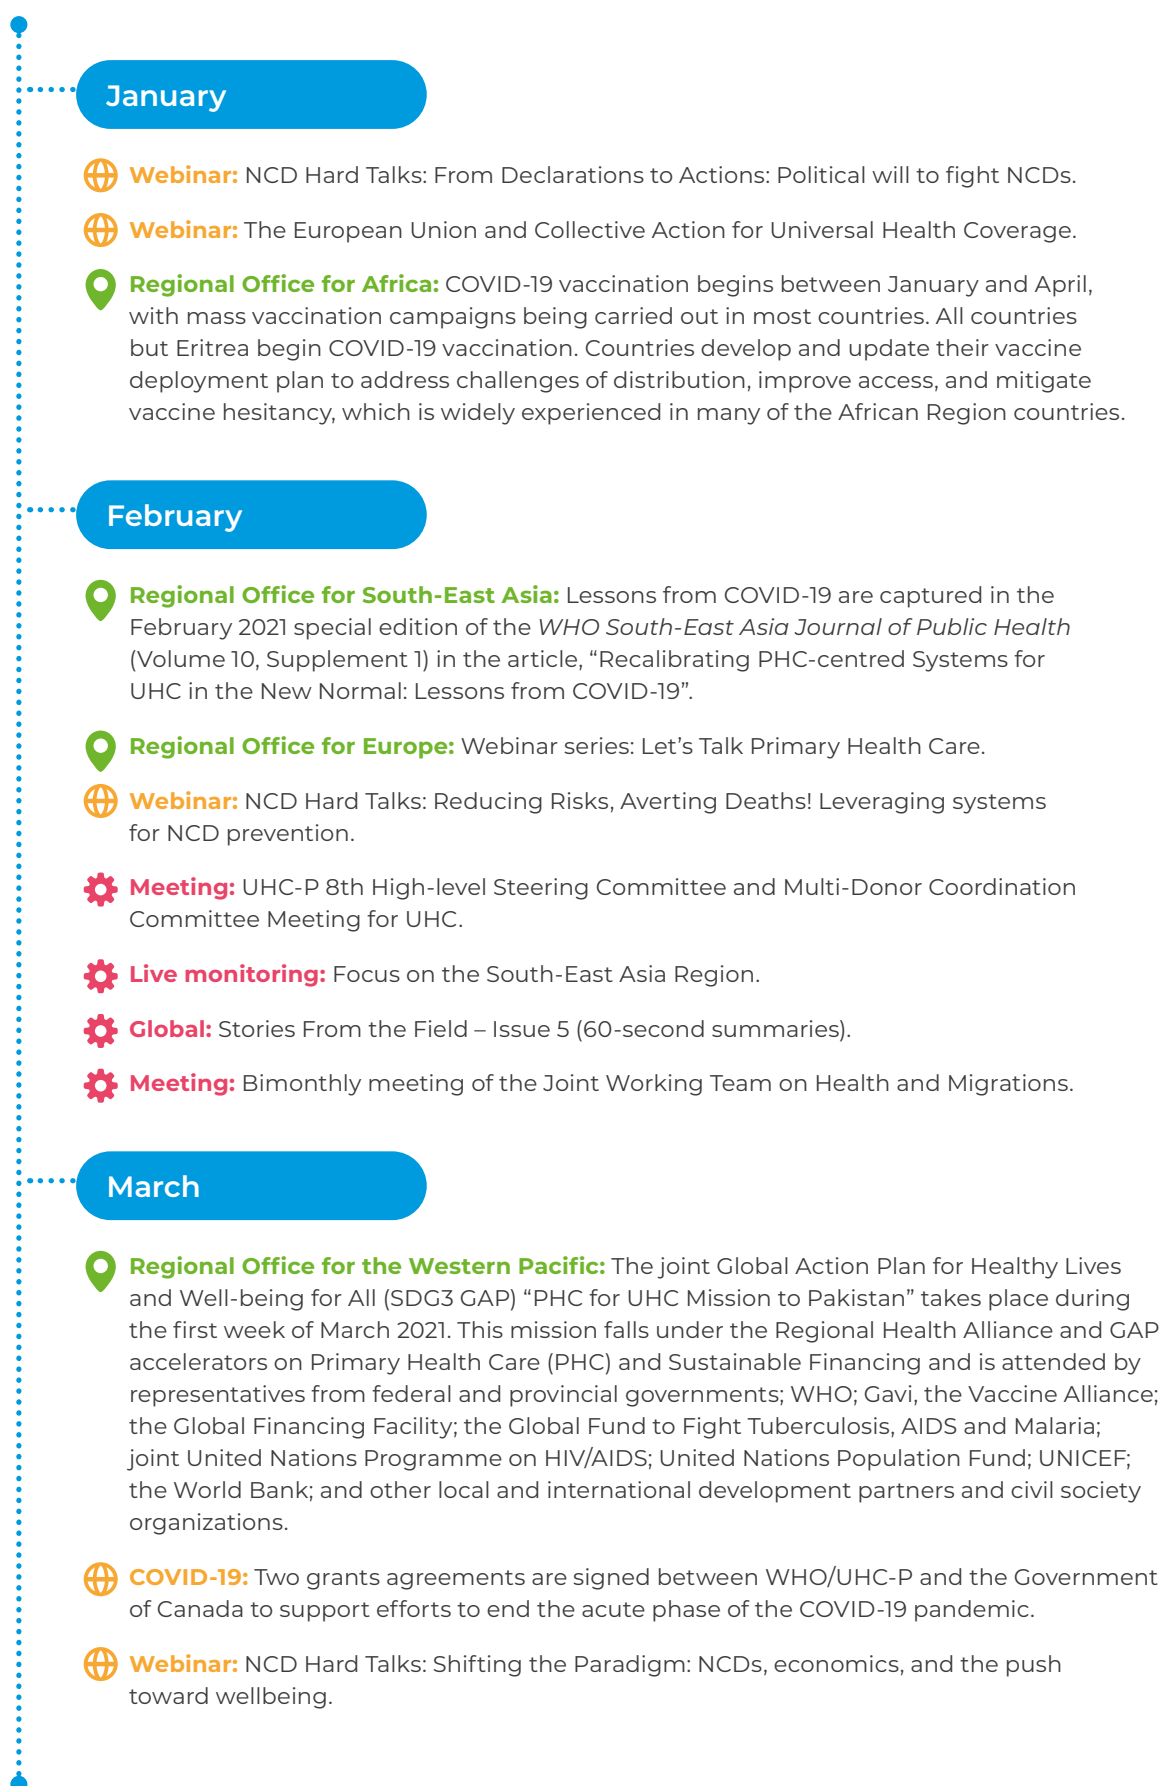 January
Webinar: NCD Hard Talks: From Declarations to Actions: Political will to fight NCDs.
Webinar: The European Union and Collective Action for Universal Health Coverage.
Regional Office for Africa: COVID-19 vaccination begins between January and April,
with mass vaccination campaigns being carried out in most countries. All countries
but Eritrea begin COVID-19 vaccination. Countries develop and update their vaccine
deployment plan to address challenges of distribution, improve access, and mitigate
vaccine hesitancy, which is widely experienced in many of the African Region countries.
February
Regional Office for South-East Asia: Lessons from COVID-19 are captured in the
February 2021 special edition of the WHO South-East Asia Journal of Public Health
(Volume 10, Supplement 1) in the article, “Recalibrating PHC-centred Systems for
UHC in the New Normal: Lessons from COVID-19”.
Regional Office for Europe: Webinar series: Let’s Talk Primary Health Care.
Webinar: NCD Hard Talks: Reducing Risks, Averting Deaths! Leveraging systems
for NCD prevention.
Meeting: UHC-P 8th High-level Steering Committee and Multi-Donor Coordination
Committee Meeting for UHC.
Live monitoring: Focus on the South-East Asia Region.
Global: Stories From the Field – Issue 5 (60-second summaries).
Meeting: Bimonthly meeting of the Joint Working Team on Health and Migrations.
March
Regional Office for the Western Pacific: The joint Global Action Plan for Healthy Lives
and Well-being for All (SDG3 GAP) “PHC for UHC Mission to Pakistan” takes place during
the first week of March 2021. This mission falls under the Regional Health Alliance and GAP
accelerators on Primary Health Care (PHC) and Sustainable Financing and is attended by
representatives from federal and provincial governments; WHO; Gavi, the Vaccine Alliance;
the Global Financing Facility; the Global Fund to Fight Tuberculosis, AIDS and Malaria;
joint United Nations Programme on HIV/AIDS; United Nations Population Fund; UNICEF;
the World Bank; and other local and international development partners and civil society
organizations.
COVID-19: Two grants agreements are signed between WHO/UHC-P and the Government
of Canada to support efforts to end the acute phase of the COVID-19 pandemic.
Webinar: NCD Hard Talks: Shifting the Paradigm: NCDs, economics, and the push
toward wellbeing.